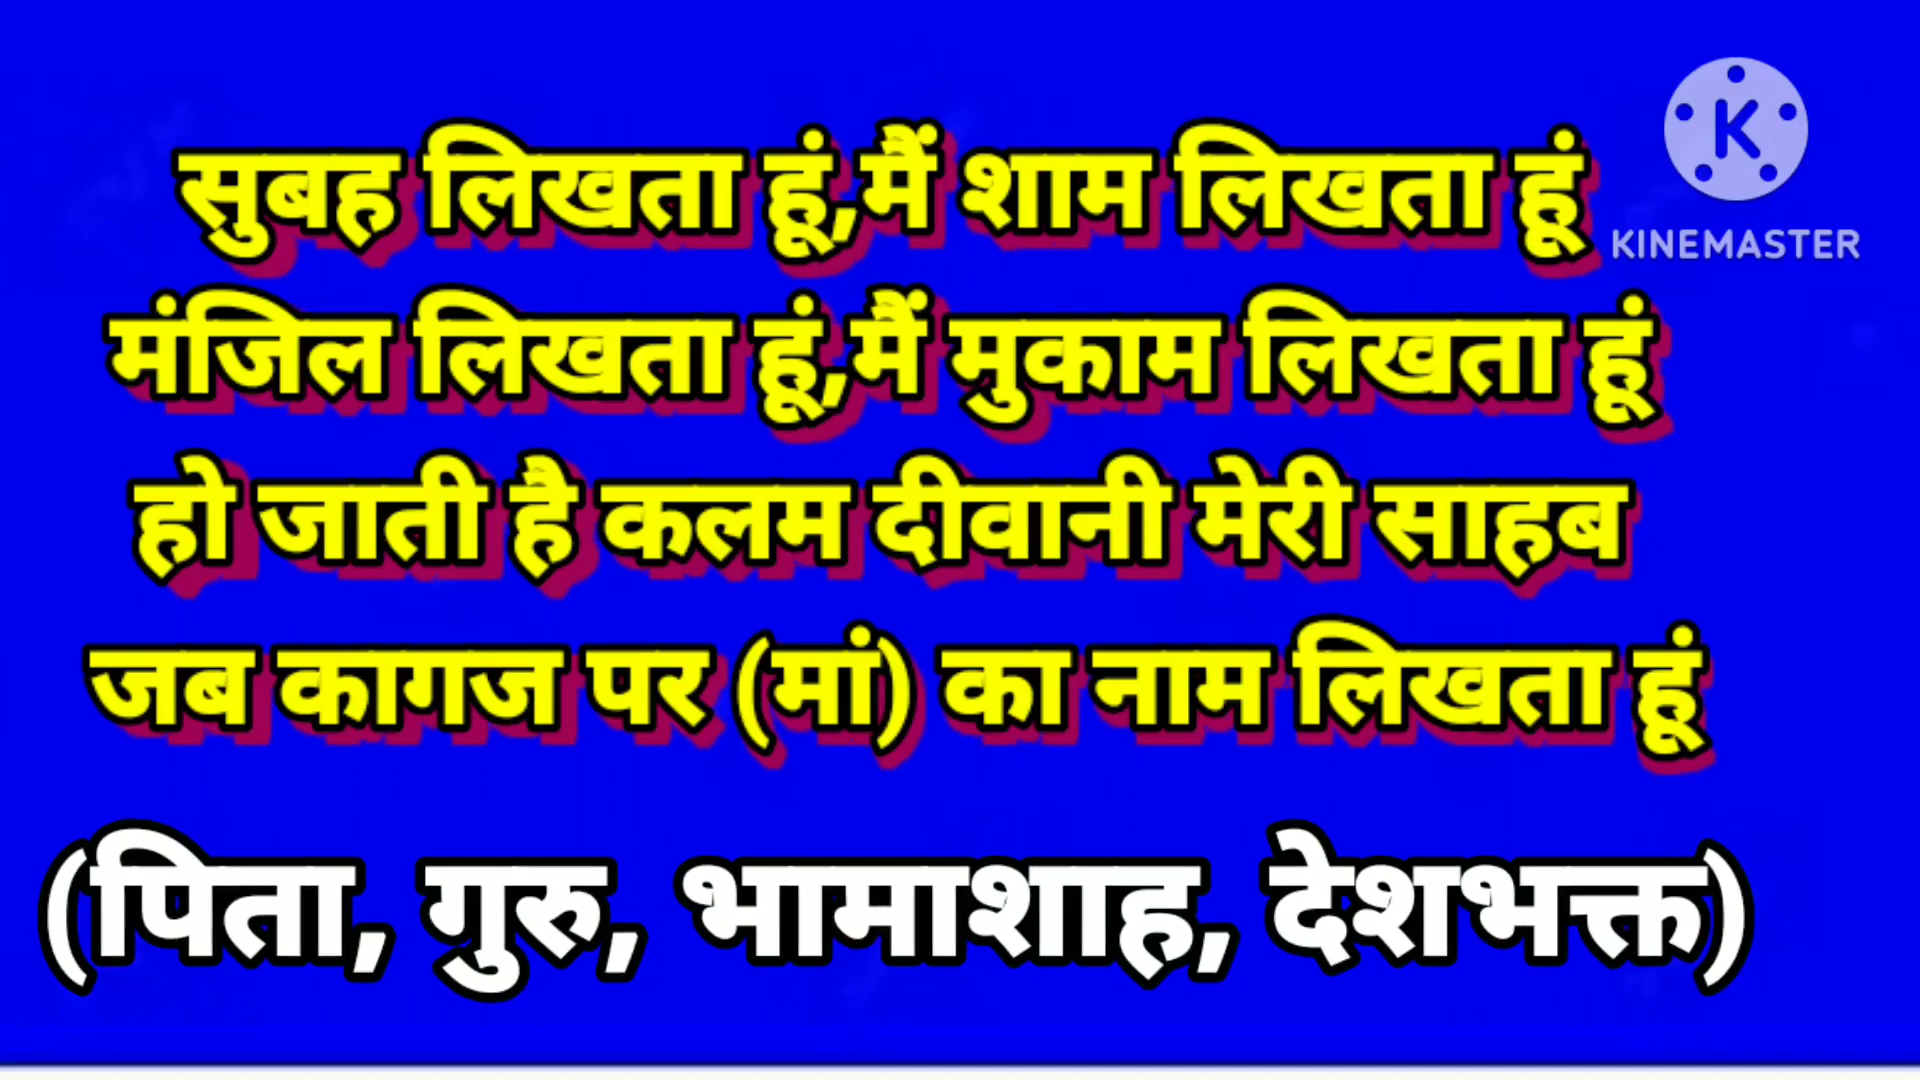 सुबह लिखता हूं,मैं शाम लिखता हूं
मंजिल लिखता हूं,मैं मुकाम लिखता हूं
हो जाती है कलम दीवानी मेरी साहब
जब कागज पर (मां) का नाम लिखता हूं
(पिता, गुरु, भामाशाह, देशभक्त)
K
KINEMASTER